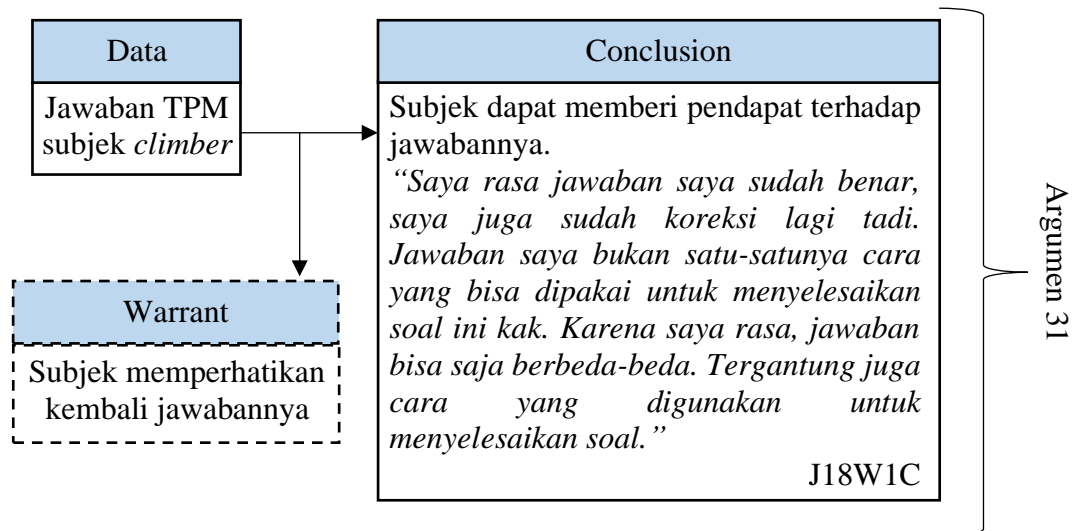 Data
Jawaban TPM
subjek climber
Warrant
Subjek memperhatikan
kembali jawabannya
Conclusion
Subjek dapat memberi pendapat terhadap
jawabannya.
“Saya rasa jawaban saya sudah benar,
saya juga sudah koreksi lagi tadi.
Jawaban saya bukan satu-satunya cara
yang bisa dipakai untuk menyelesaikan
soal ini kak. Karena saya rasa, jawaban
bisa saja berbeda-beda. Tergantung juga
cara yang digunakan untuk
menyelesaikan soal.”
J18W1C
Argumen 31